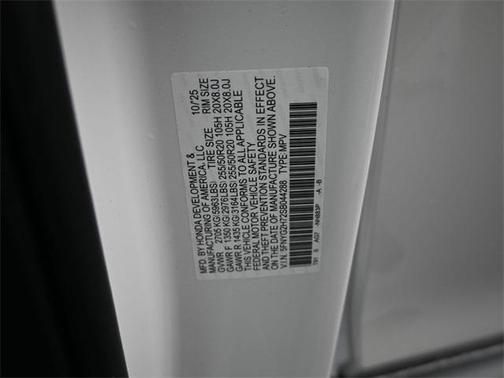 MANUFACTURED BY HONDA DEVELOPMENT & 10/25
MANUFACTURING OF AMERICA, LLC TIRE SIZE RIM SIZE
GVWR 2705 KG(5963LBS)
GAWR F 1350 KG(2976LBS) 255/50R20 105H 20X8.0J
GAWR R 1435 KG(3164LBS) 255/50R20 105H 20X8.0J
THIS VEHICLE CONFORMS TO ALL APPLICABLE
FEDERAL MOTOR VEHICLE SAFETY
AND THEFT PREVENTION STANDARDS IN EFFECT
ON THE DATE OF MANUFACTURE SHOWN ABOVE.
V.I.N. TYPE:MPV
NH883P -A -B